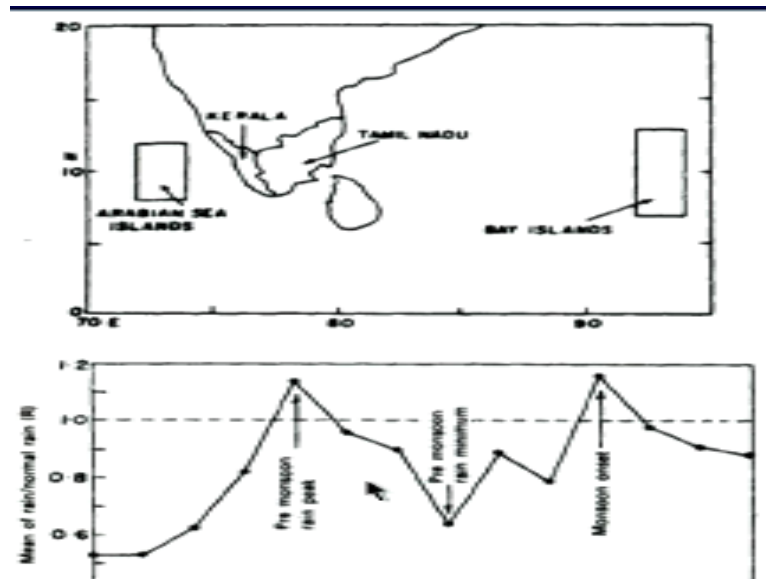 20
KERALA
TAMIL NADU
N
10
ARABIAN SEA
ISLANDS
BAY ISLANDS
0
70 E
80
90
1·2
1·0
0·8
0·6
Mean of rain/normal rain (R)
Pre monsoon
rain peak
Pre monsoon
rain minimum
Monsoon onset